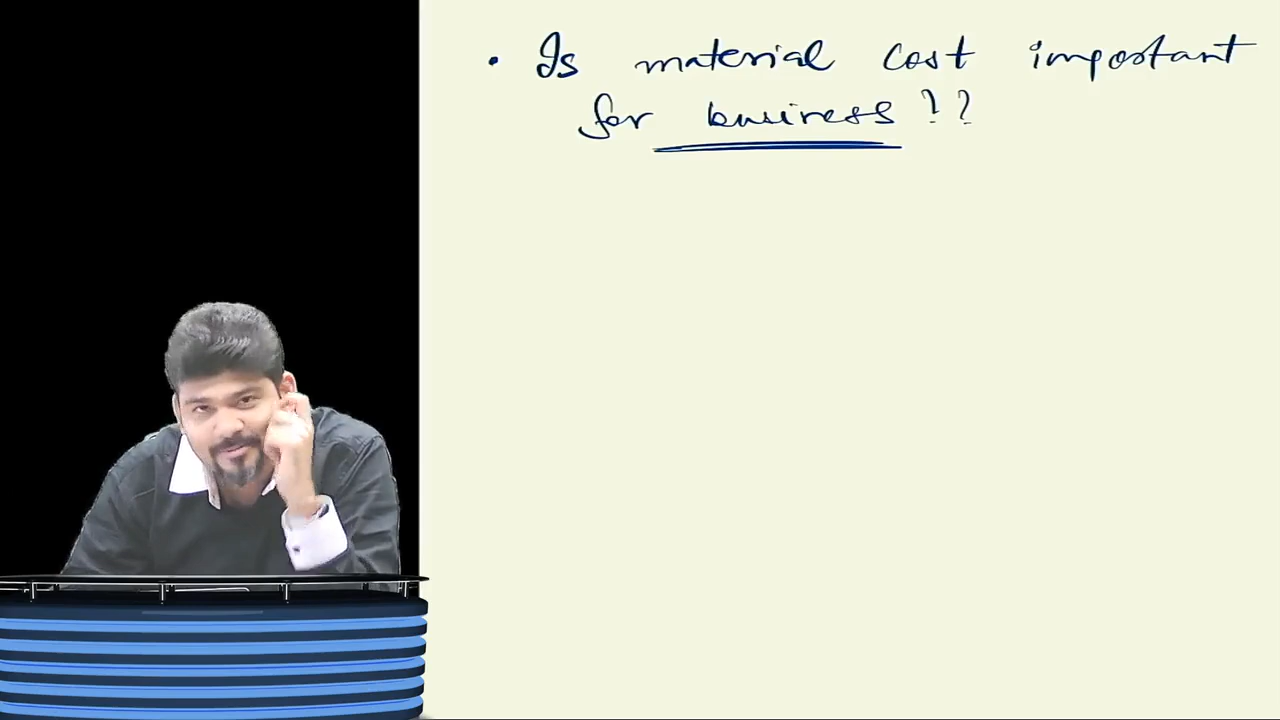 • Is material cost important
for business ??